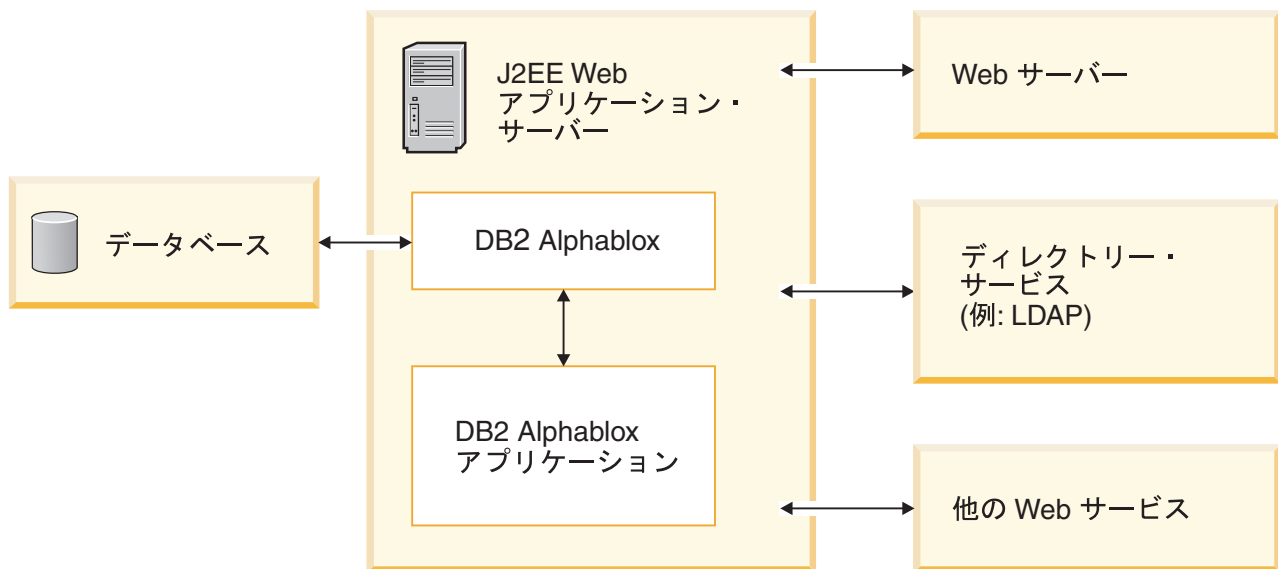 J2EE Web
アプリケーション・
サーバー
Web サーバー
データベース
DB2 Alphablox
ディレクトリー・
サービス
(例: LDAP)
DB2 Alphablox
アプリケーション
他の Web サービス